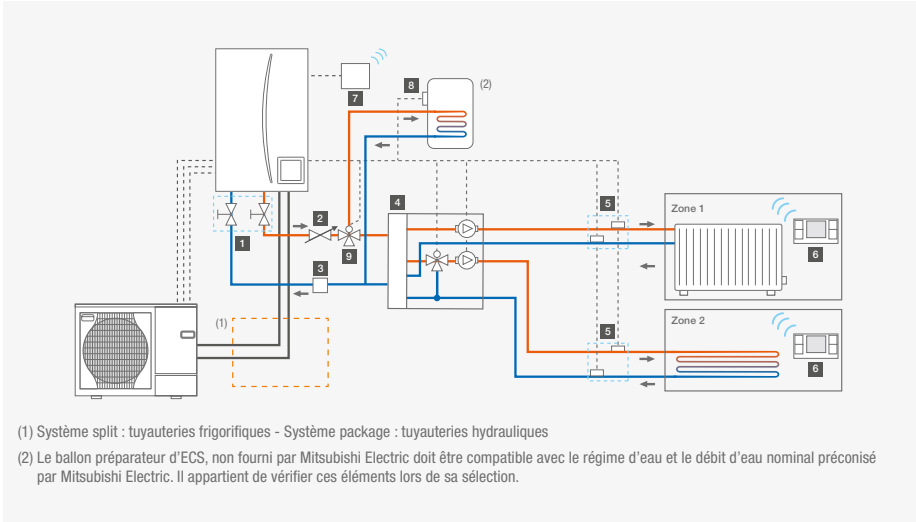 8
(2)
7
4
2
5
Zone 1
1
9
6
3
(1)
5
Zone 2
6
(1) Système split : tuyauteries frigorifiques - Système package : tuyauteries hydrauliques
(2) Le ballon préparateur d'ECS, non fourni par Mitsubishi Electric doit être compatible avec le régime d'eau et le débit d'eau nominal préconisé
par Mitsubishi Electric. Il appartient de vérifier ces éléments lors de sa sélection.